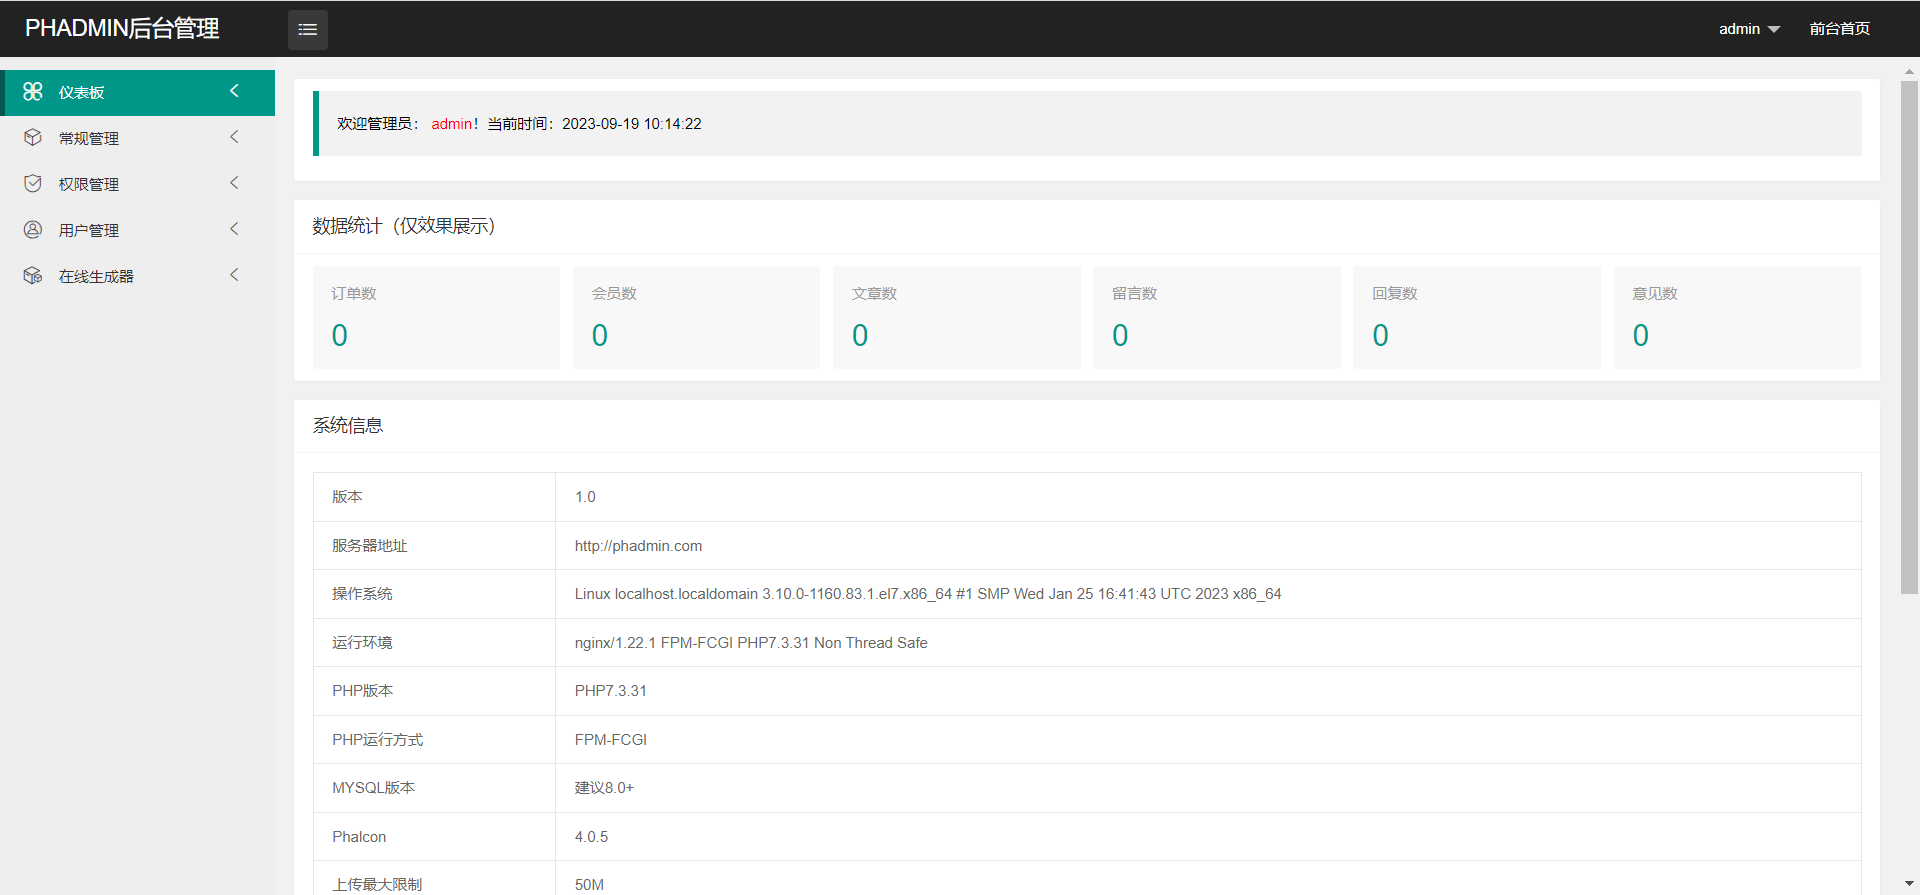 PHADMIN后台管理
admin
前台首页
仪表板
常规管理
权限管理
用户管理
在线生成器
欢迎管理员： admin！当前时间：2023-09-19 10:14:22
数据统计（仅效果展示）
订单数
0
会员数
0
文章数
0
留言数
0
回复数
0
意见数
0
系统信息
版本 1.0
服务器地址 http://phadmin.com
操作系统 Linux localhost.localdomain 3.10.0-1160.83.1.el7.x86_64 #1 SMP Wed Jan 25 16:41:43 UTC 2023 x86_64
运行环境 nginx/1.22.1 FPM-FCGI PHP7.3.31 Non Thread Safe
PHP版本 PHP7.3.31
PHP运行方式 FPM-FCGI
MYSQL版本 建议8.0+
Phalcon 4.0.5
上传最大限制 50M